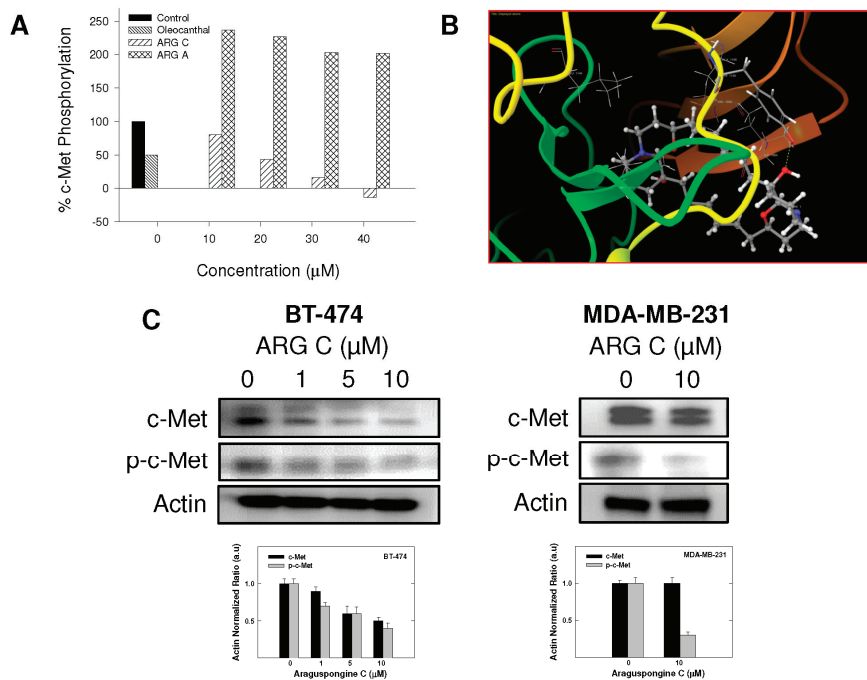 A
% c-Met Phosphorylation
250
200
150
100
50
0
-50
Control
Oleocanthal
ARG C
ARG A
0 10 20 30 40
Concentration (μM)
B
C
BT-474
ARG C (μM)
0 1 5 10
c-Met
p-c-Met
Actin
Actin Normalized Ratio (a.u)
1.0
0.5
c-Met
p-c-Met
BT-474
0 1 5 10
Araguspongine C (μM)
MDA-MB-231
ARG C (μM)
0 10
c-Met
p-c-Met
Actin
Actin Normalized Ratio (a.u)
1.0
0.5
c-Met
p-c-Met
MDA-MB-231
0 10
Araguspongine C (μM)